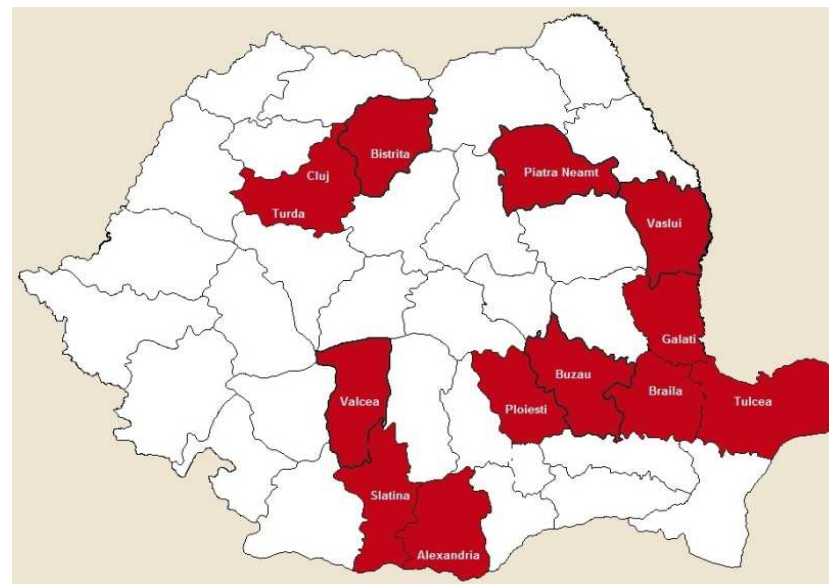 Bistrita
Cluj
Piatra Neamt
Turda
Vaslui
Galati
Buzau
Valcea
Ploiesti
Braila
Tulcea
Slatina
Alexandria